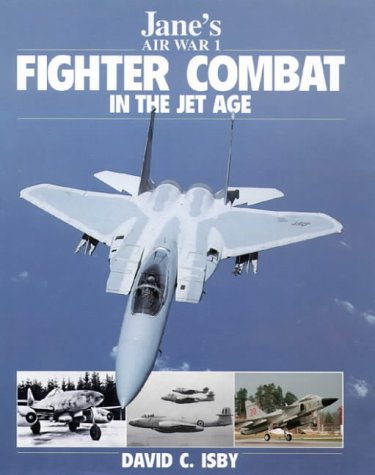 Jane's
AIR WAR 1
FIGHTER COMBAT
IN THE JET AGE
DAVID C. ISBY